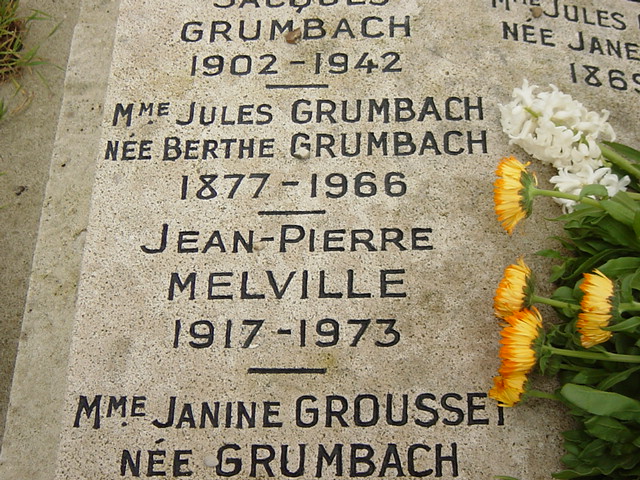 JACQUES
GRUMBACH
1902 - 1942
MME JULES GRUMBACH
NÉE BERTHE GRUMBACH
1877 - 1966
JEAN-PIERRE
MELVILLE
1917 - 1973
MME JANINE GROUSSET
NÉE GRUMBACH
MME JULES
NÉE JANE